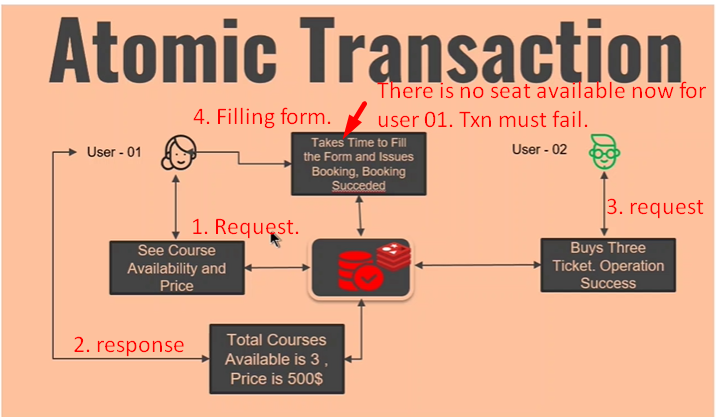 Atomic Transaction
There is no seat available now for
user 01. Txn must fail.
4. Filling form.
User - 01
Takes Time to Fill
the Form and Issues
Booking, Booking
Succeded
User - 02
1. Request.
3. request
See Course
Availability and
Price
Buys Three
Ticket. Operation
Success
2. response
Total Courses
Available is 3 ,
Price is 500$